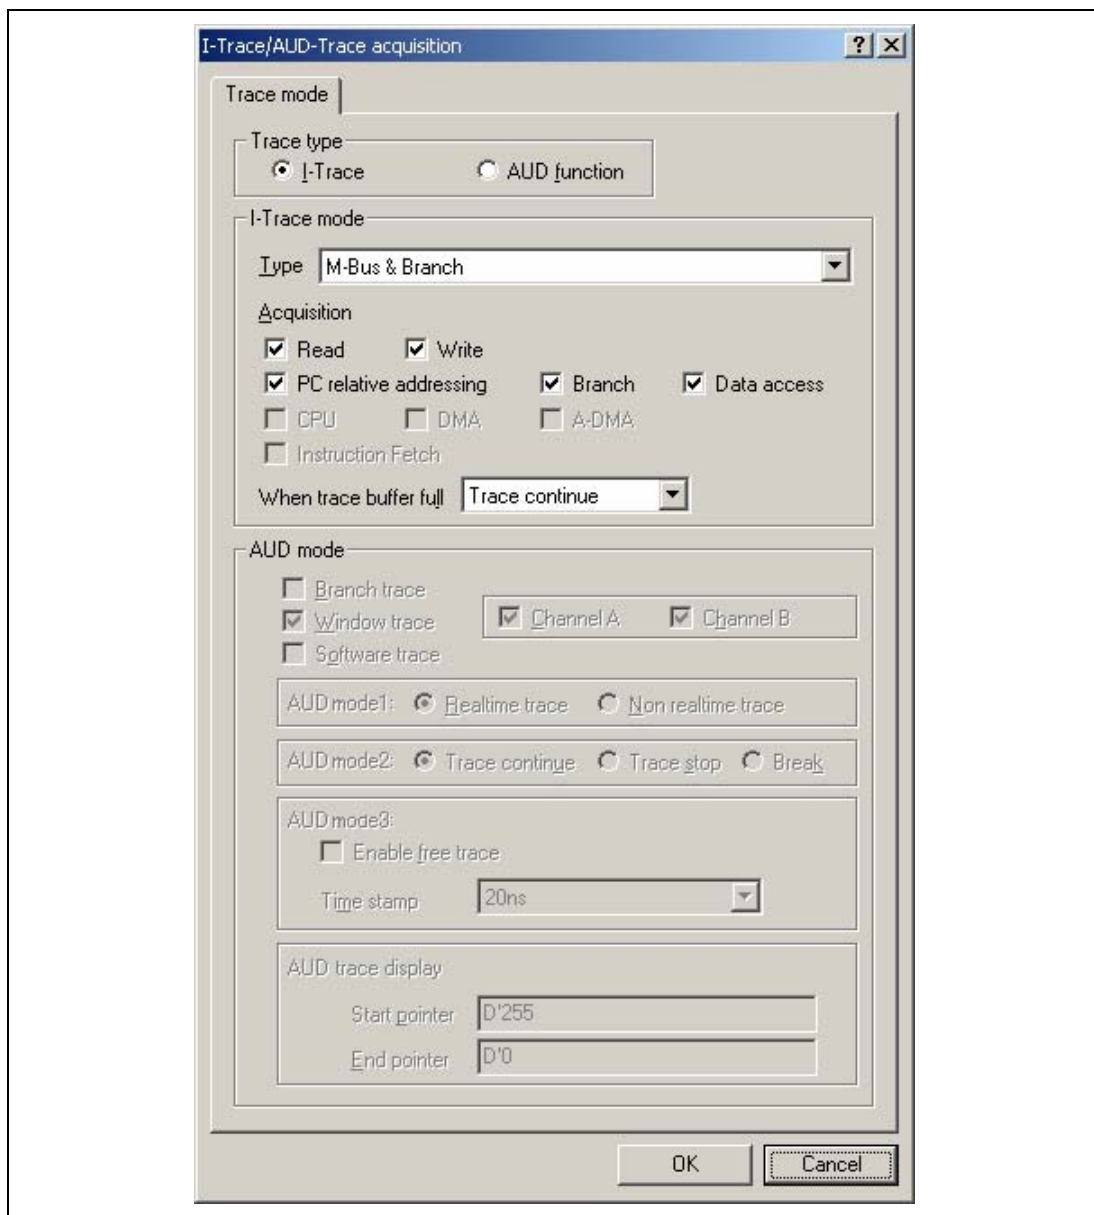 I-Trace/AUD-Trace acquisition
Trace mode
Trace type
I-Trace AUD function
I-Trace mode
Type M-Bus & Branch
Acquisition
Read Write
PC relative addressing Branch Data access
CPU DMA A-DMA
Instruction Fetch
When trace buffer full Trace continue
AUD mode
Branch trace
Window trace Channel A Channel B
Software trace
AUD mode1: Realtime trace Non realtime trace
AUD mode2: Trace continue Trace stop Break
AUD mode3:
Enable free trace
Time stamp 20ns
AUD trace display
Start pointer D'255
End pointer D'0
OK Cancel